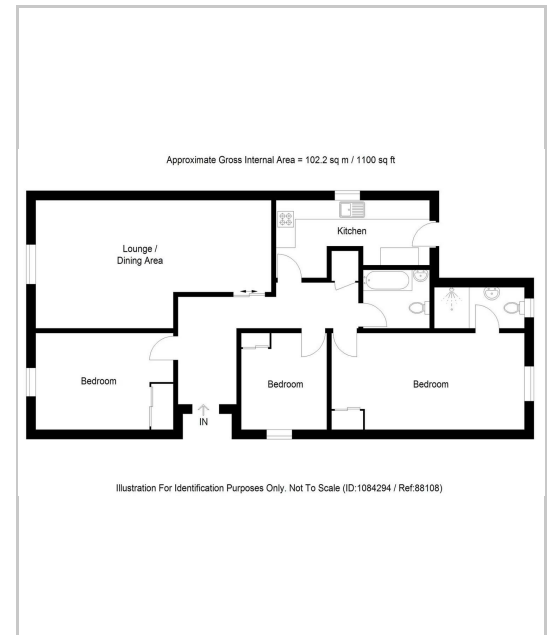 Approximate Gross Internal Area = 102.2 sq m / 1100 sq ft
Kitchen
Lounge /
Dining Area
Bedroom
Bedroom
Bedroom
IN
Illustration For Identification Purposes Only. Not To Scale (ID:1084294 / Ref:88108)